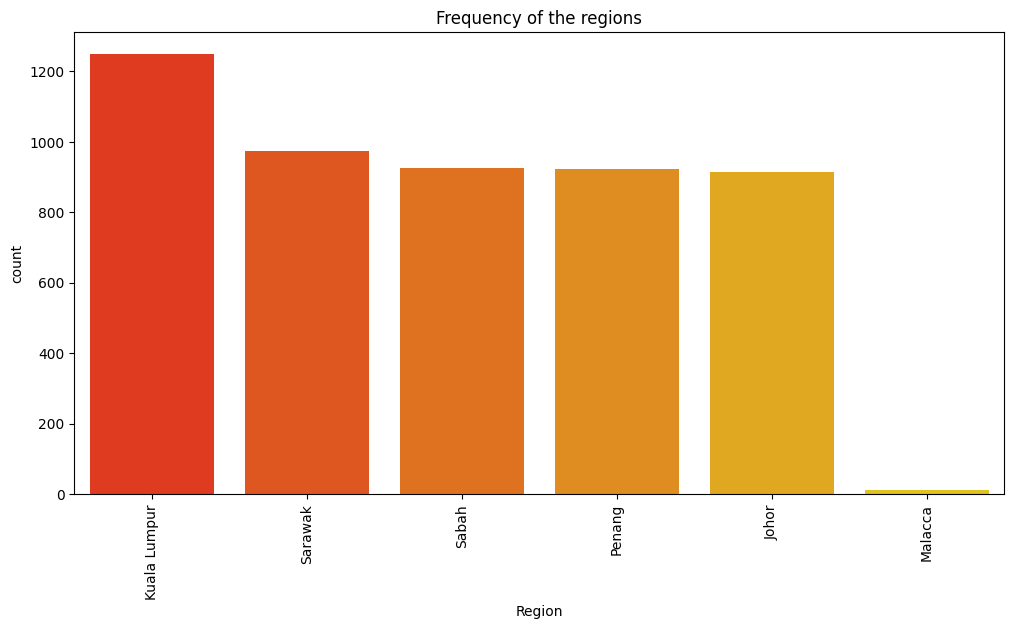 Frequency of the regions
1200
1000
800
600
400
200
0
count
Kuala Lumpur
Sarawak
Sabah
Penang
Johor
Malacca
Region